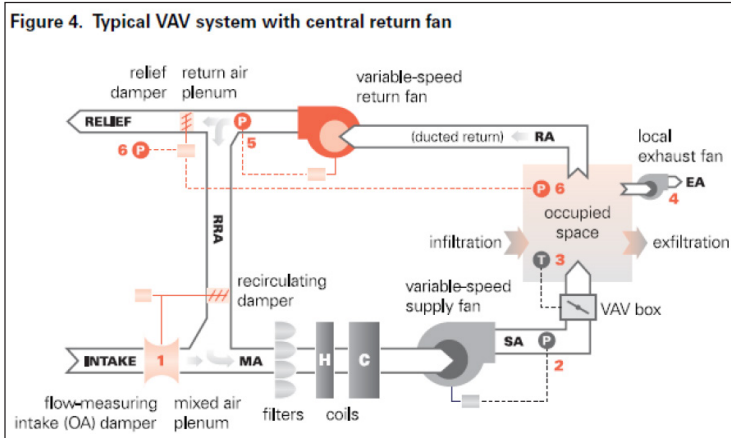 Figure 4. Typical VAV system with central return fan
relief
damper
return air
plenum
variable-speed
return fan
RELIEF
P
5
6 P
(ducted return)
RA
local
exhaust fan
P 6
EA
4
occupied
space
RRA
infiltration
exfiltration
T 3
recirculating
damper
variable-speed
supply fan
VAV box
INTAKE
1
MA
H
C
SA
P
2
flow-measuring
intake (OA) damper
mixed air
plenum
filters
coils